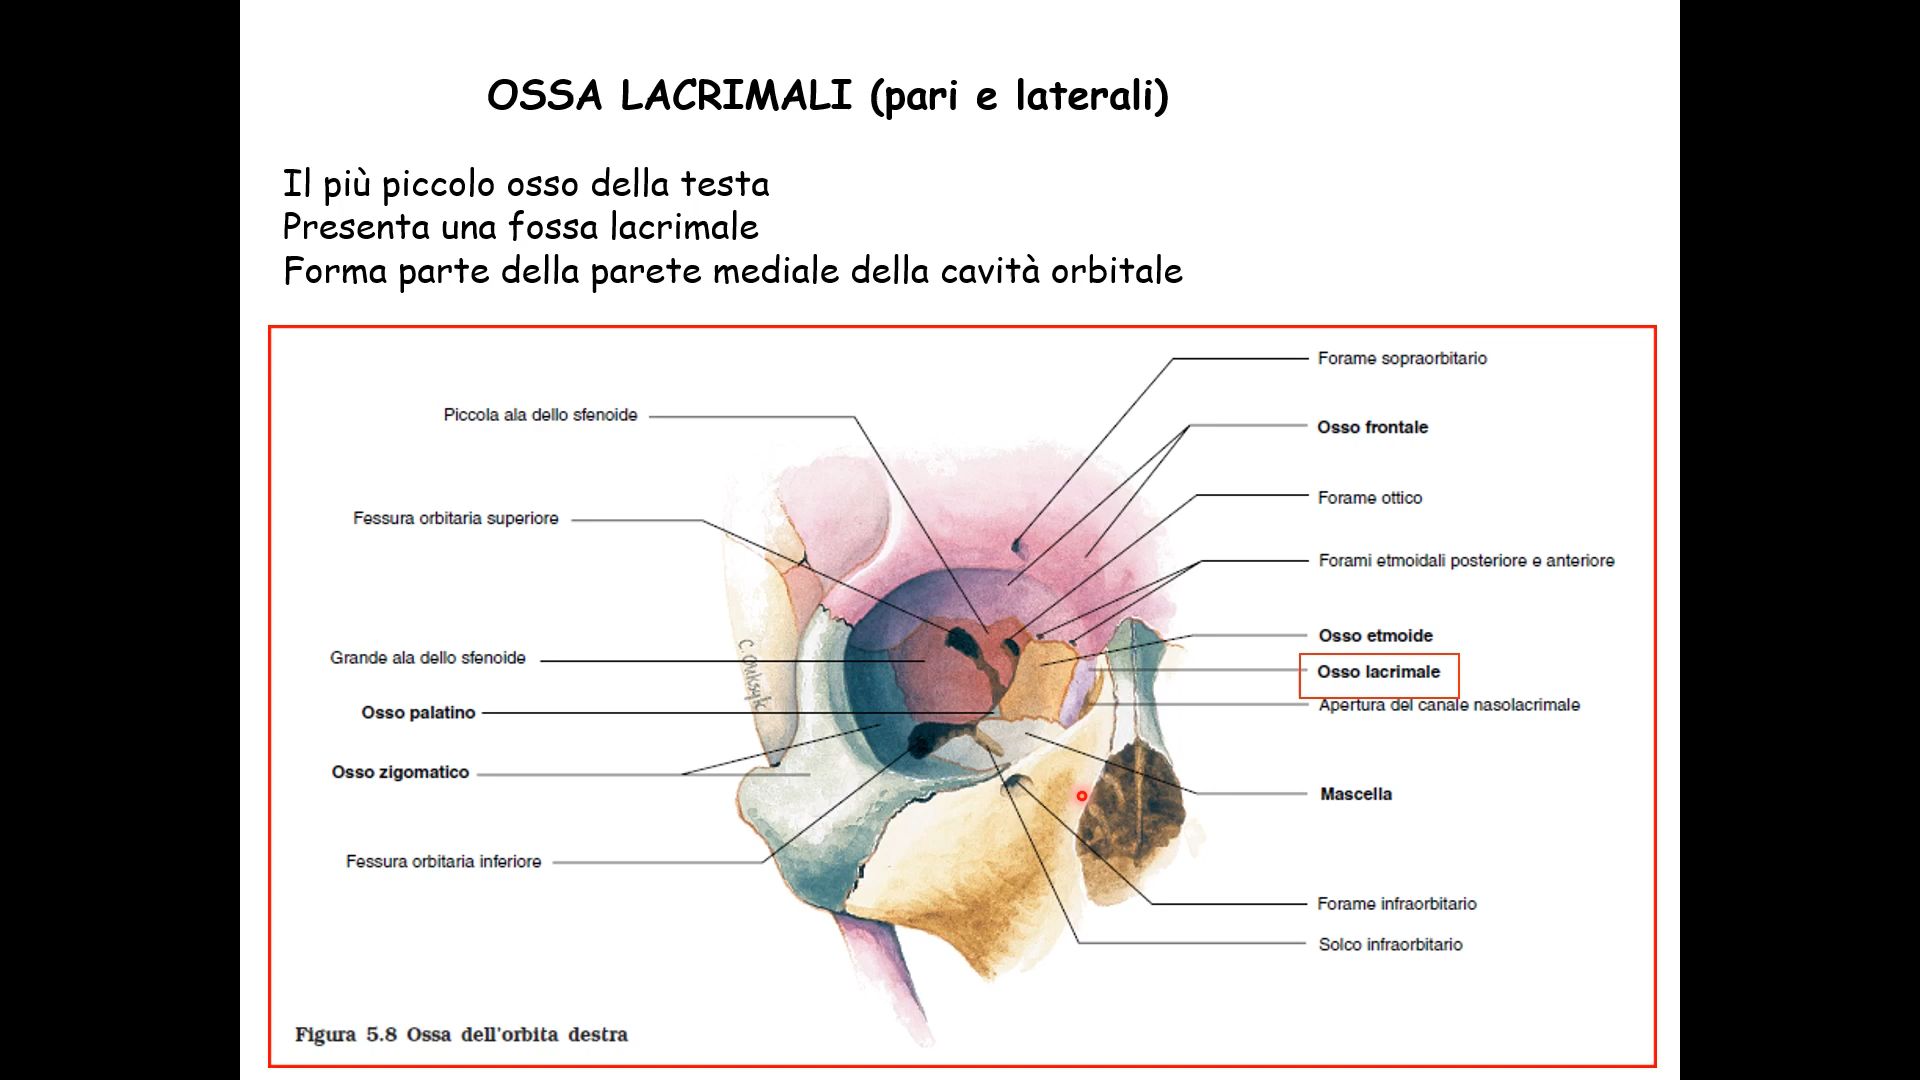 OSSA LACRIMALI (pari e laterali)
Il più piccolo osso della testa
Presenta una fossa lacrimale
Forma parte della parete mediale della cavità orbitale
Piccola ala dello sfenoide
Fessura orbitaria superiore
Grande ala dello sfenoide
Osso palatino
Osso zigomatico
Fessura orbitaria inferiore
Forame sopraorbitario
Osso frontale
Forame ottico
Forami etmoidali posteriore e anteriore
Osso etmoide
Osso lacrimale
Apertura del canale nasolacrimale
Mascella
Forame infraorbitario
Solco infraorbitario
Figura 5.8 Ossa dell'orbita destra